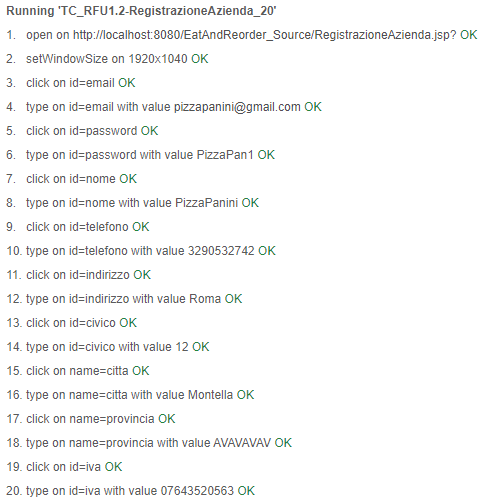 Running 'TC_RFU1.2-RegistrazioneAzienda_20'
1. open on http://localhost:8080/EatAndReorder_Source/RegistrazioneAzienda.jsp? OK
2. setWindowSize on 1920x1040 OK
3. click on id=email OK
4. type on id=email with value pizzapanini@gmail.com OK
5. click on id=password OK
6. type on id=password with value PizzaPan1 OK
7. click on id=nome OK
8. type on id=nome with value PizzaPanini OK
9. click on id=telefono OK
10. type on id=telefono with value 3290532742 OK
11. click on id=indirizzo OK
12. type on id=indirizzo with value Roma OK
13. click on id=civico OK
14. type on id=civico with value 12 OK
15. click on name=citta OK
16. type on name=citta with value Montella OK
17. click on name=provincia OK
18. type on name=provincia with value AVAVAVAV OK
19. click on id=iva OK
20. type on id=iva with value 07643520563 OK